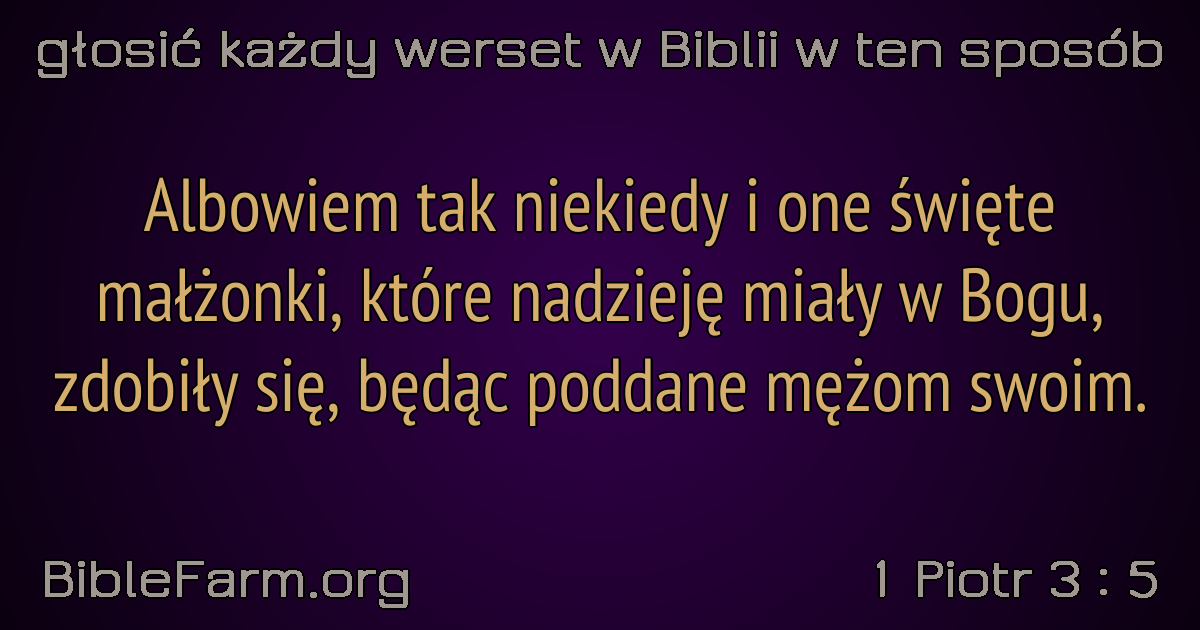 głosić każdy werset w Biblii w ten sposób
Albowiem tak niekiedy i one święte
małżonki, które nadzieję miały w Bogu,
zdobiły się, będąc poddane mężom swoim.
BibleFarm.org
1 Piotr 3 : 5